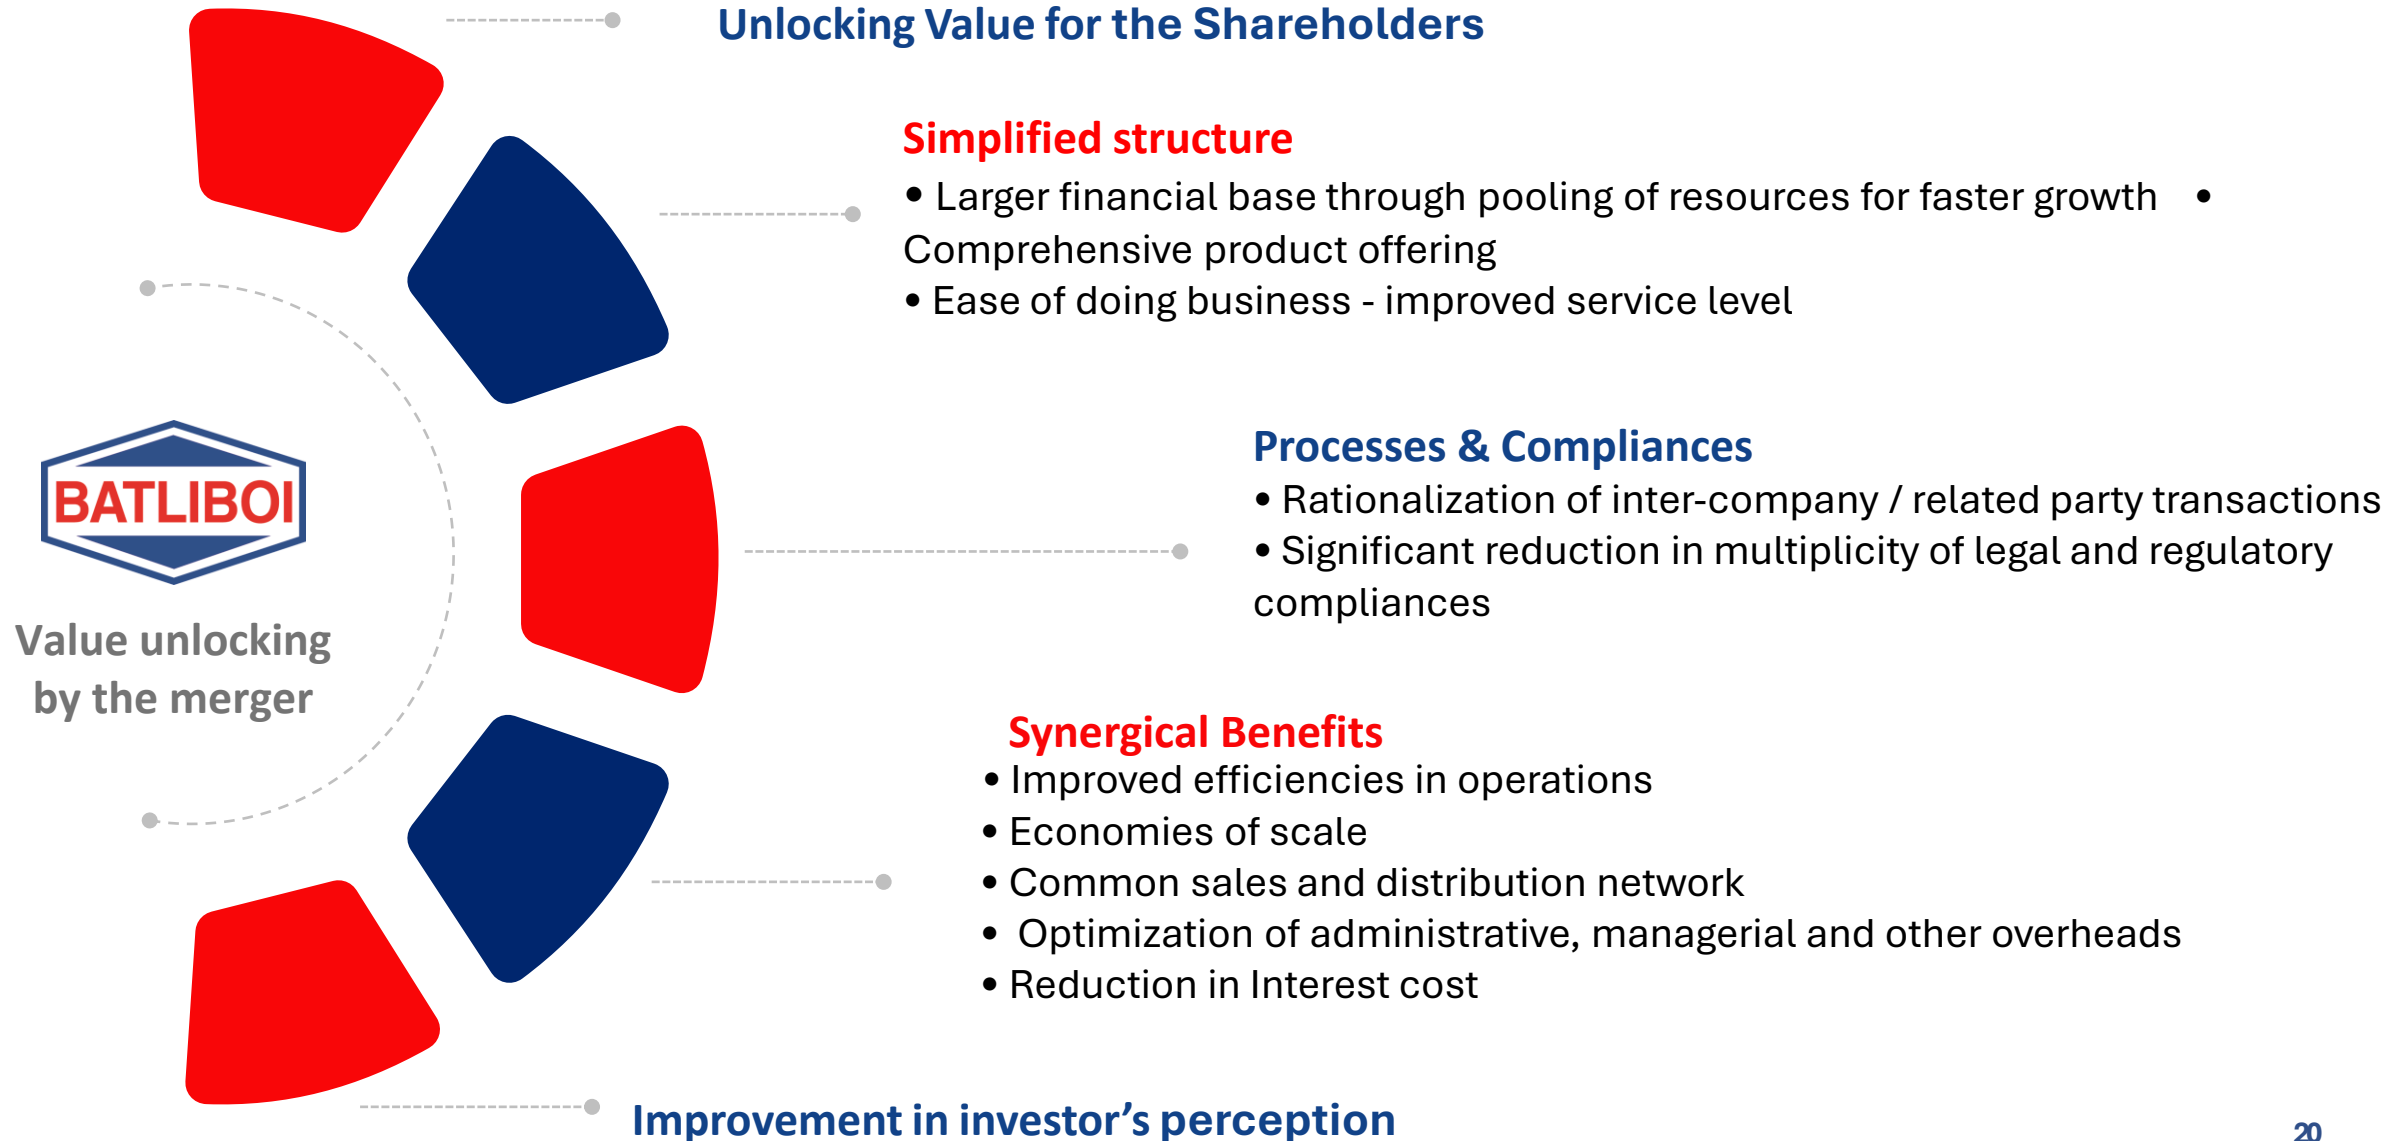 Unlocking Value for the Shareholders
Simplified structure
• Larger financial base through pooling of resources for faster growth •
Comprehensive product offering
• Ease of doing business - improved service level
BATLIBOI
Value unlocking
by the merger
Processes & Compliances
• Rationalization of inter-company / related party transactions
• Significant reduction in multiplicity of legal and regulatory
compliances
Synergical Benefits
• Improved efficiencies in operations
• Economies of scale
• Common sales and distribution network
• Optimization of administrative, managerial and other overheads
• Reduction in Interest cost
Improvement in investor’s perception
20